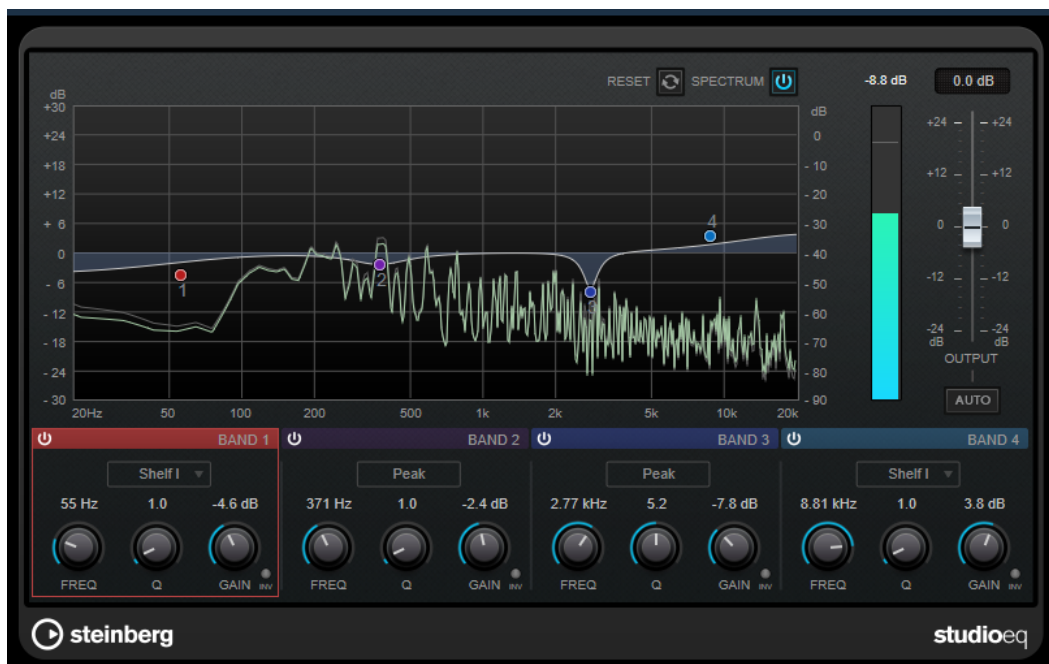 RESET SPECTRUM -8.8 dB 0.0 dB
dB dB
+30
+24 0 +24 +24
+18 - 10
+12 - 20 +12 +12
+ 6 4 - 30
0 - 40 0 0
- 6 1 2 3 - 50 -12 -12
- 12 - 60
- 18 - 70 -24 -24
dB dB
- 24 - 80 OUTPUT
- 30 - 90 AUTO
20Hz 50 100 200 500 1k 2k 5k 10k 20k
BAND 1 BAND 2 BAND 3 BAND 4
Shelf I Peak Peak Shelf I
55 Hz 1.0 -4.6 dB 371 Hz 1.0 -2.4 dB 2.77 kHz 5.2 -7.8 dB 8.81 kHz 1.0 3.8 dB
FREQ Q GAIN INV FREQ Q GAIN INV FREQ Q GAIN INV FREQ Q GAIN INV
steinberg studioeq